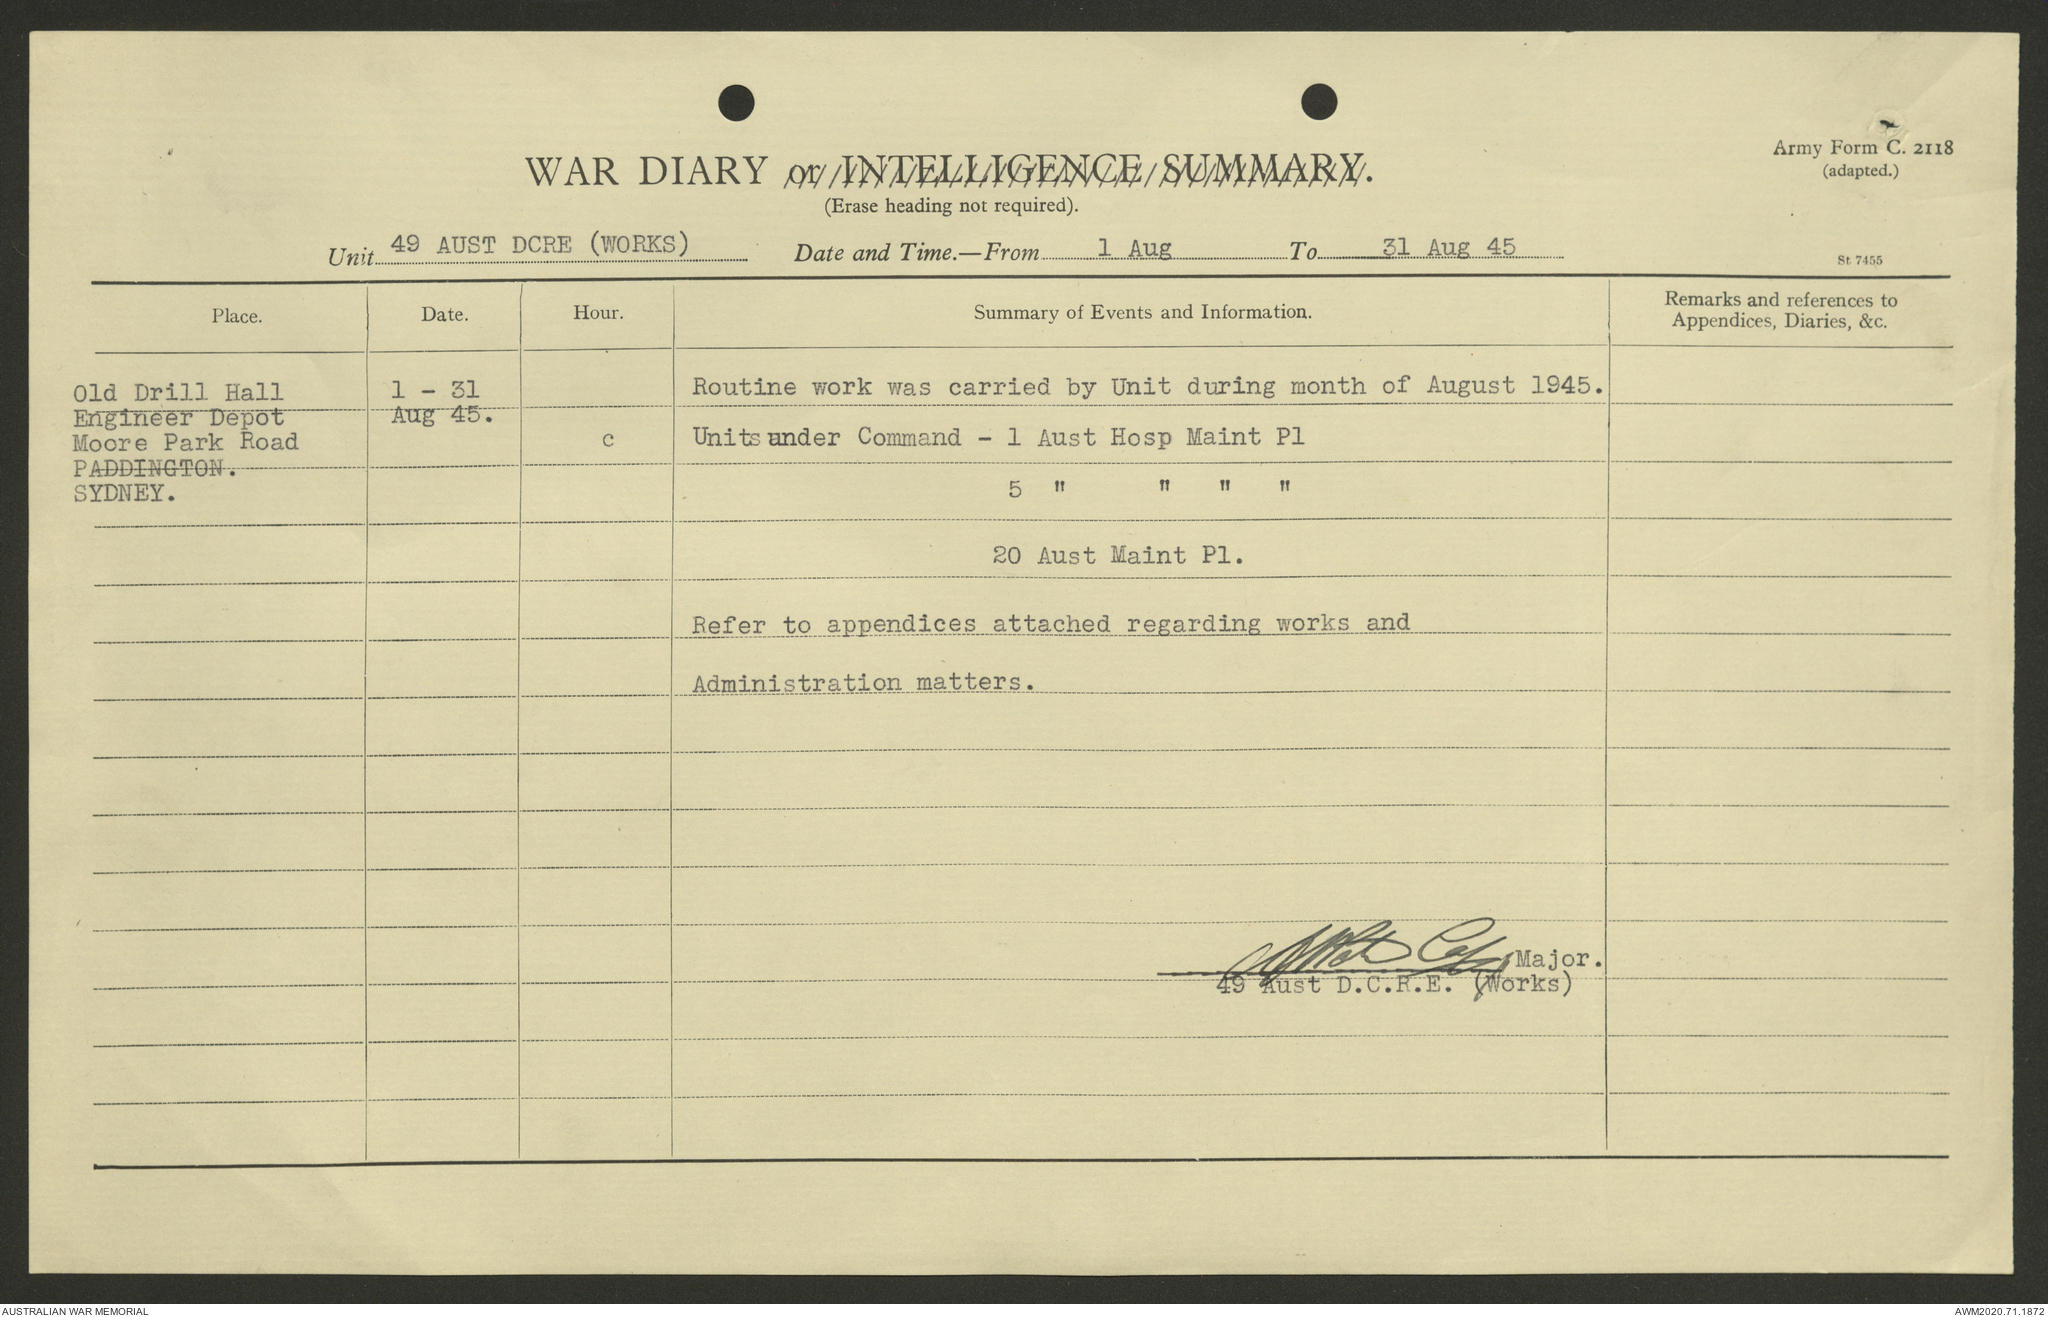 Army Form C. 2118
(adapted.)
WAR DIARY or INTELLIGENCE SUMMARY.
(Erase heading not required).
Unit 49 AUST DCRE (WORKS) Date and Time.—From 1 Aug To 31 Aug 45
St 7455
Place. Date. Hour. Summary of Events and Information. Remarks and references to
Appendices, Diaries, &c.
Old Drill Hall
Engineer Depot
Moore Park Road
PADDINGTON.
SYDNEY.
1 - 31
Aug 45.
c
Routine work was carried by Unit during month of August 1945.
Units under Command - 1 Aust Hosp Maint Pl
5 " " " "
20 Aust Maint Pl.
Refer to appendices attached regarding works and
Administration matters.
Major.
49 Aust D.C.R.E. (Works)
AUSTRALIAN WAR MEMORIAL
AWM2020.71.1872